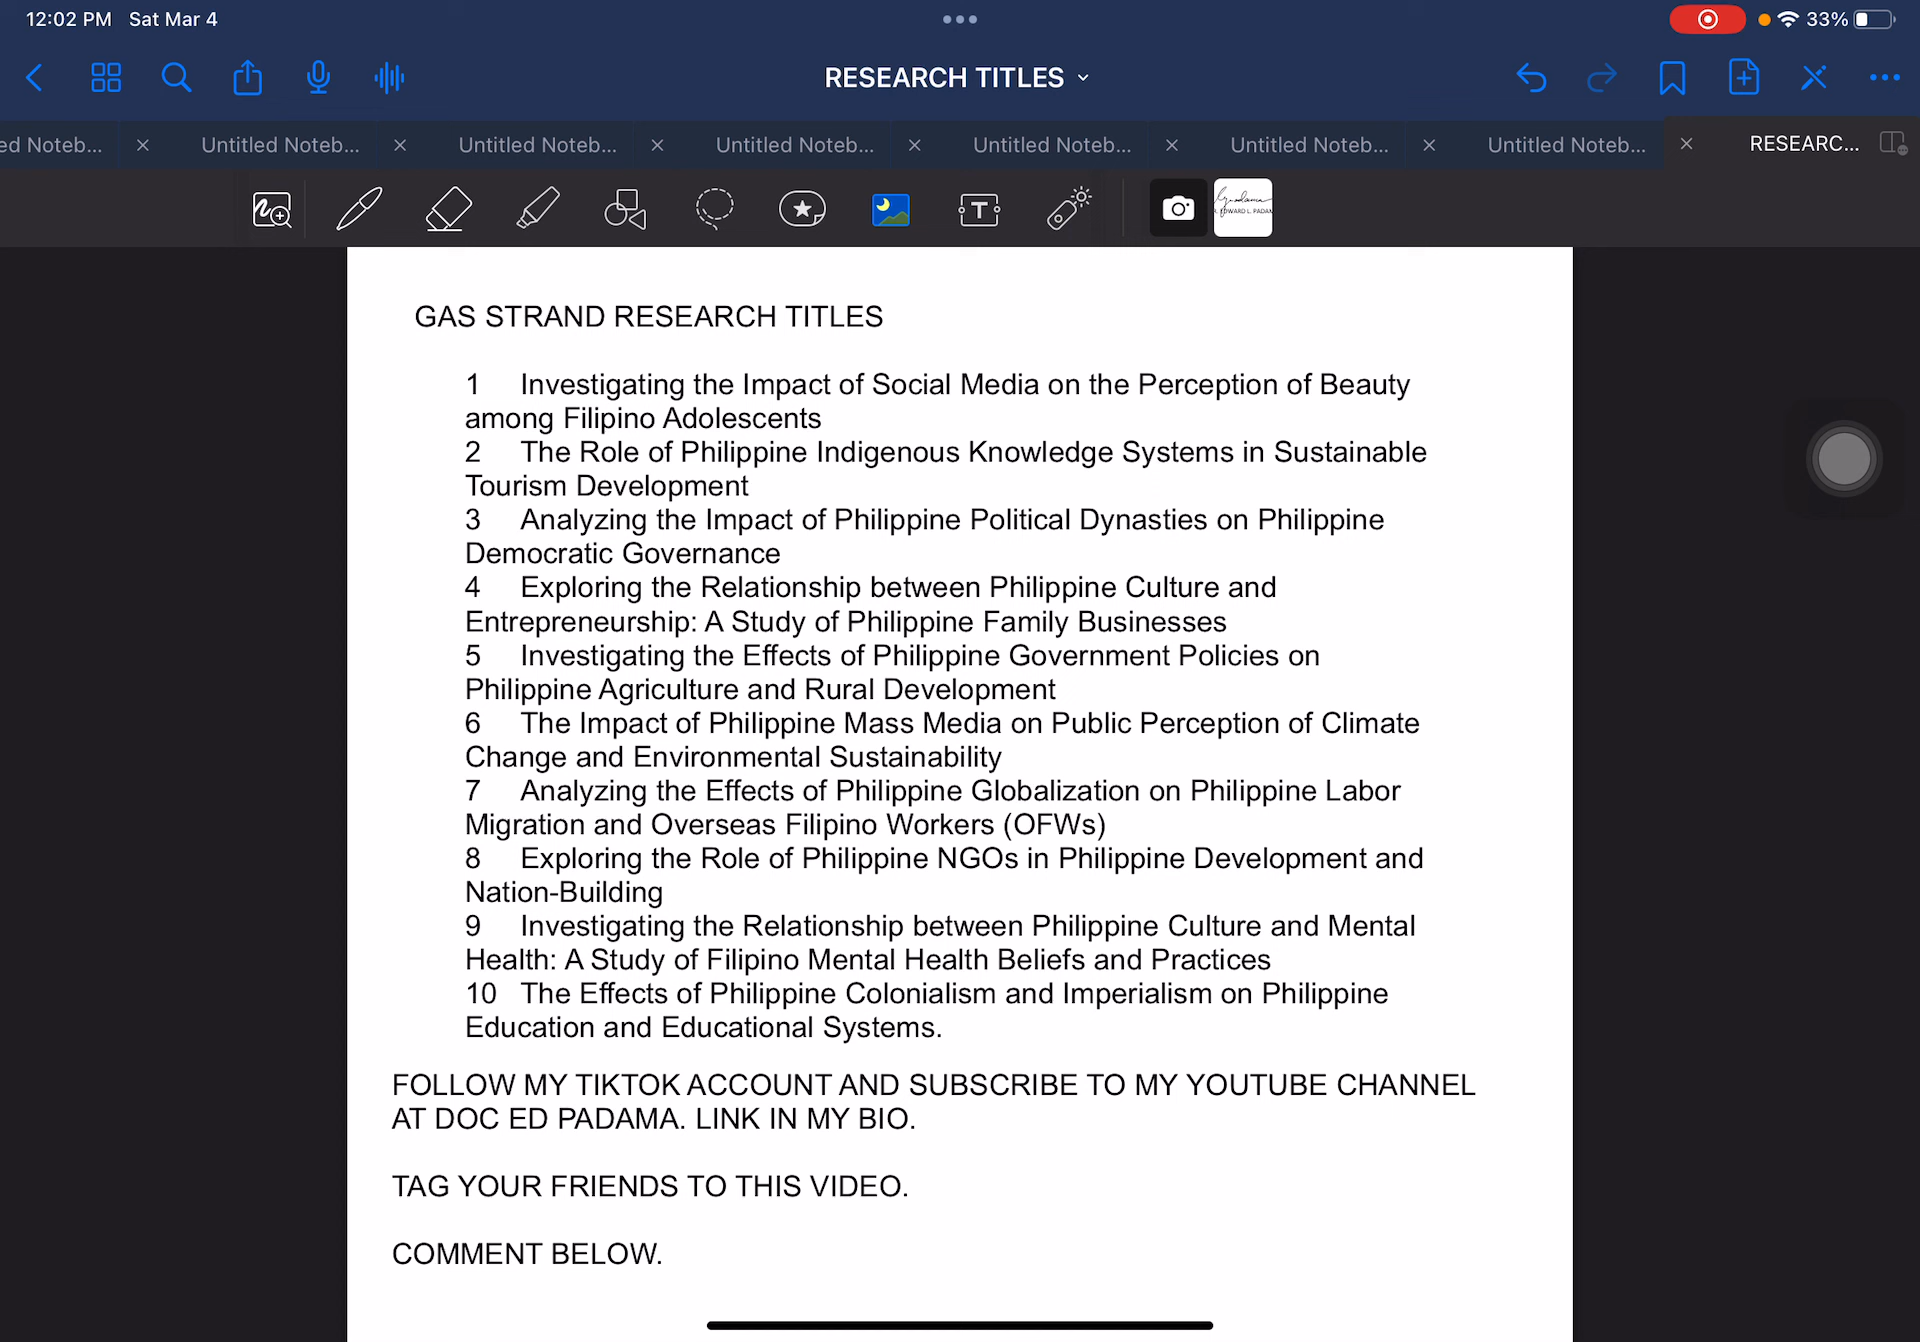 12:02 PM Sat Mar 4
33%
RESEARCH TITLES
ed Noteb...
Untitled Noteb...
Untitled Noteb...
Untitled Noteb...
Untitled Noteb...
Untitled Noteb...
Untitled Noteb...
RESEARC...
GAS STRAND RESEARCH TITLES
1 Investigating the Impact of Social Media on the Perception of Beauty
among Filipino Adolescents
2 The Role of Philippine Indigenous Knowledge Systems in Sustainable
Tourism Development
3 Analyzing the Impact of Philippine Political Dynasties on Philippine
Democratic Governance
4 Exploring the Relationship between Philippine Culture and
Entrepreneurship: A Study of Philippine Family Businesses
5 Investigating the Effects of Philippine Government Policies on
Philippine Agriculture and Rural Development
6 The Impact of Philippine Mass Media on Public Perception of Climate
Change and Environmental Sustainability
7 Analyzing the Effects of Philippine Globalization on Philippine Labor
Migration and Overseas Filipino Workers (OFWs)
8 Exploring the Role of Philippine NGOs in Philippine Development and
Nation-Building
9 Investigating the Relationship between Philippine Culture and Mental
Health: A Study of Filipino Mental Health Beliefs and Practices
10 The Effects of Philippine Colonialism and Imperialism on Philippine
Education and Educational Systems.
FOLLOW MY TIKTOK ACCOUNT AND SUBSCRIBE TO MY YOUTUBE CHANNEL
AT DOC ED PADAMA. LINK IN MY BIO.
TAG YOUR FRIENDS TO THIS VIDEO.
COMMENT BELOW.